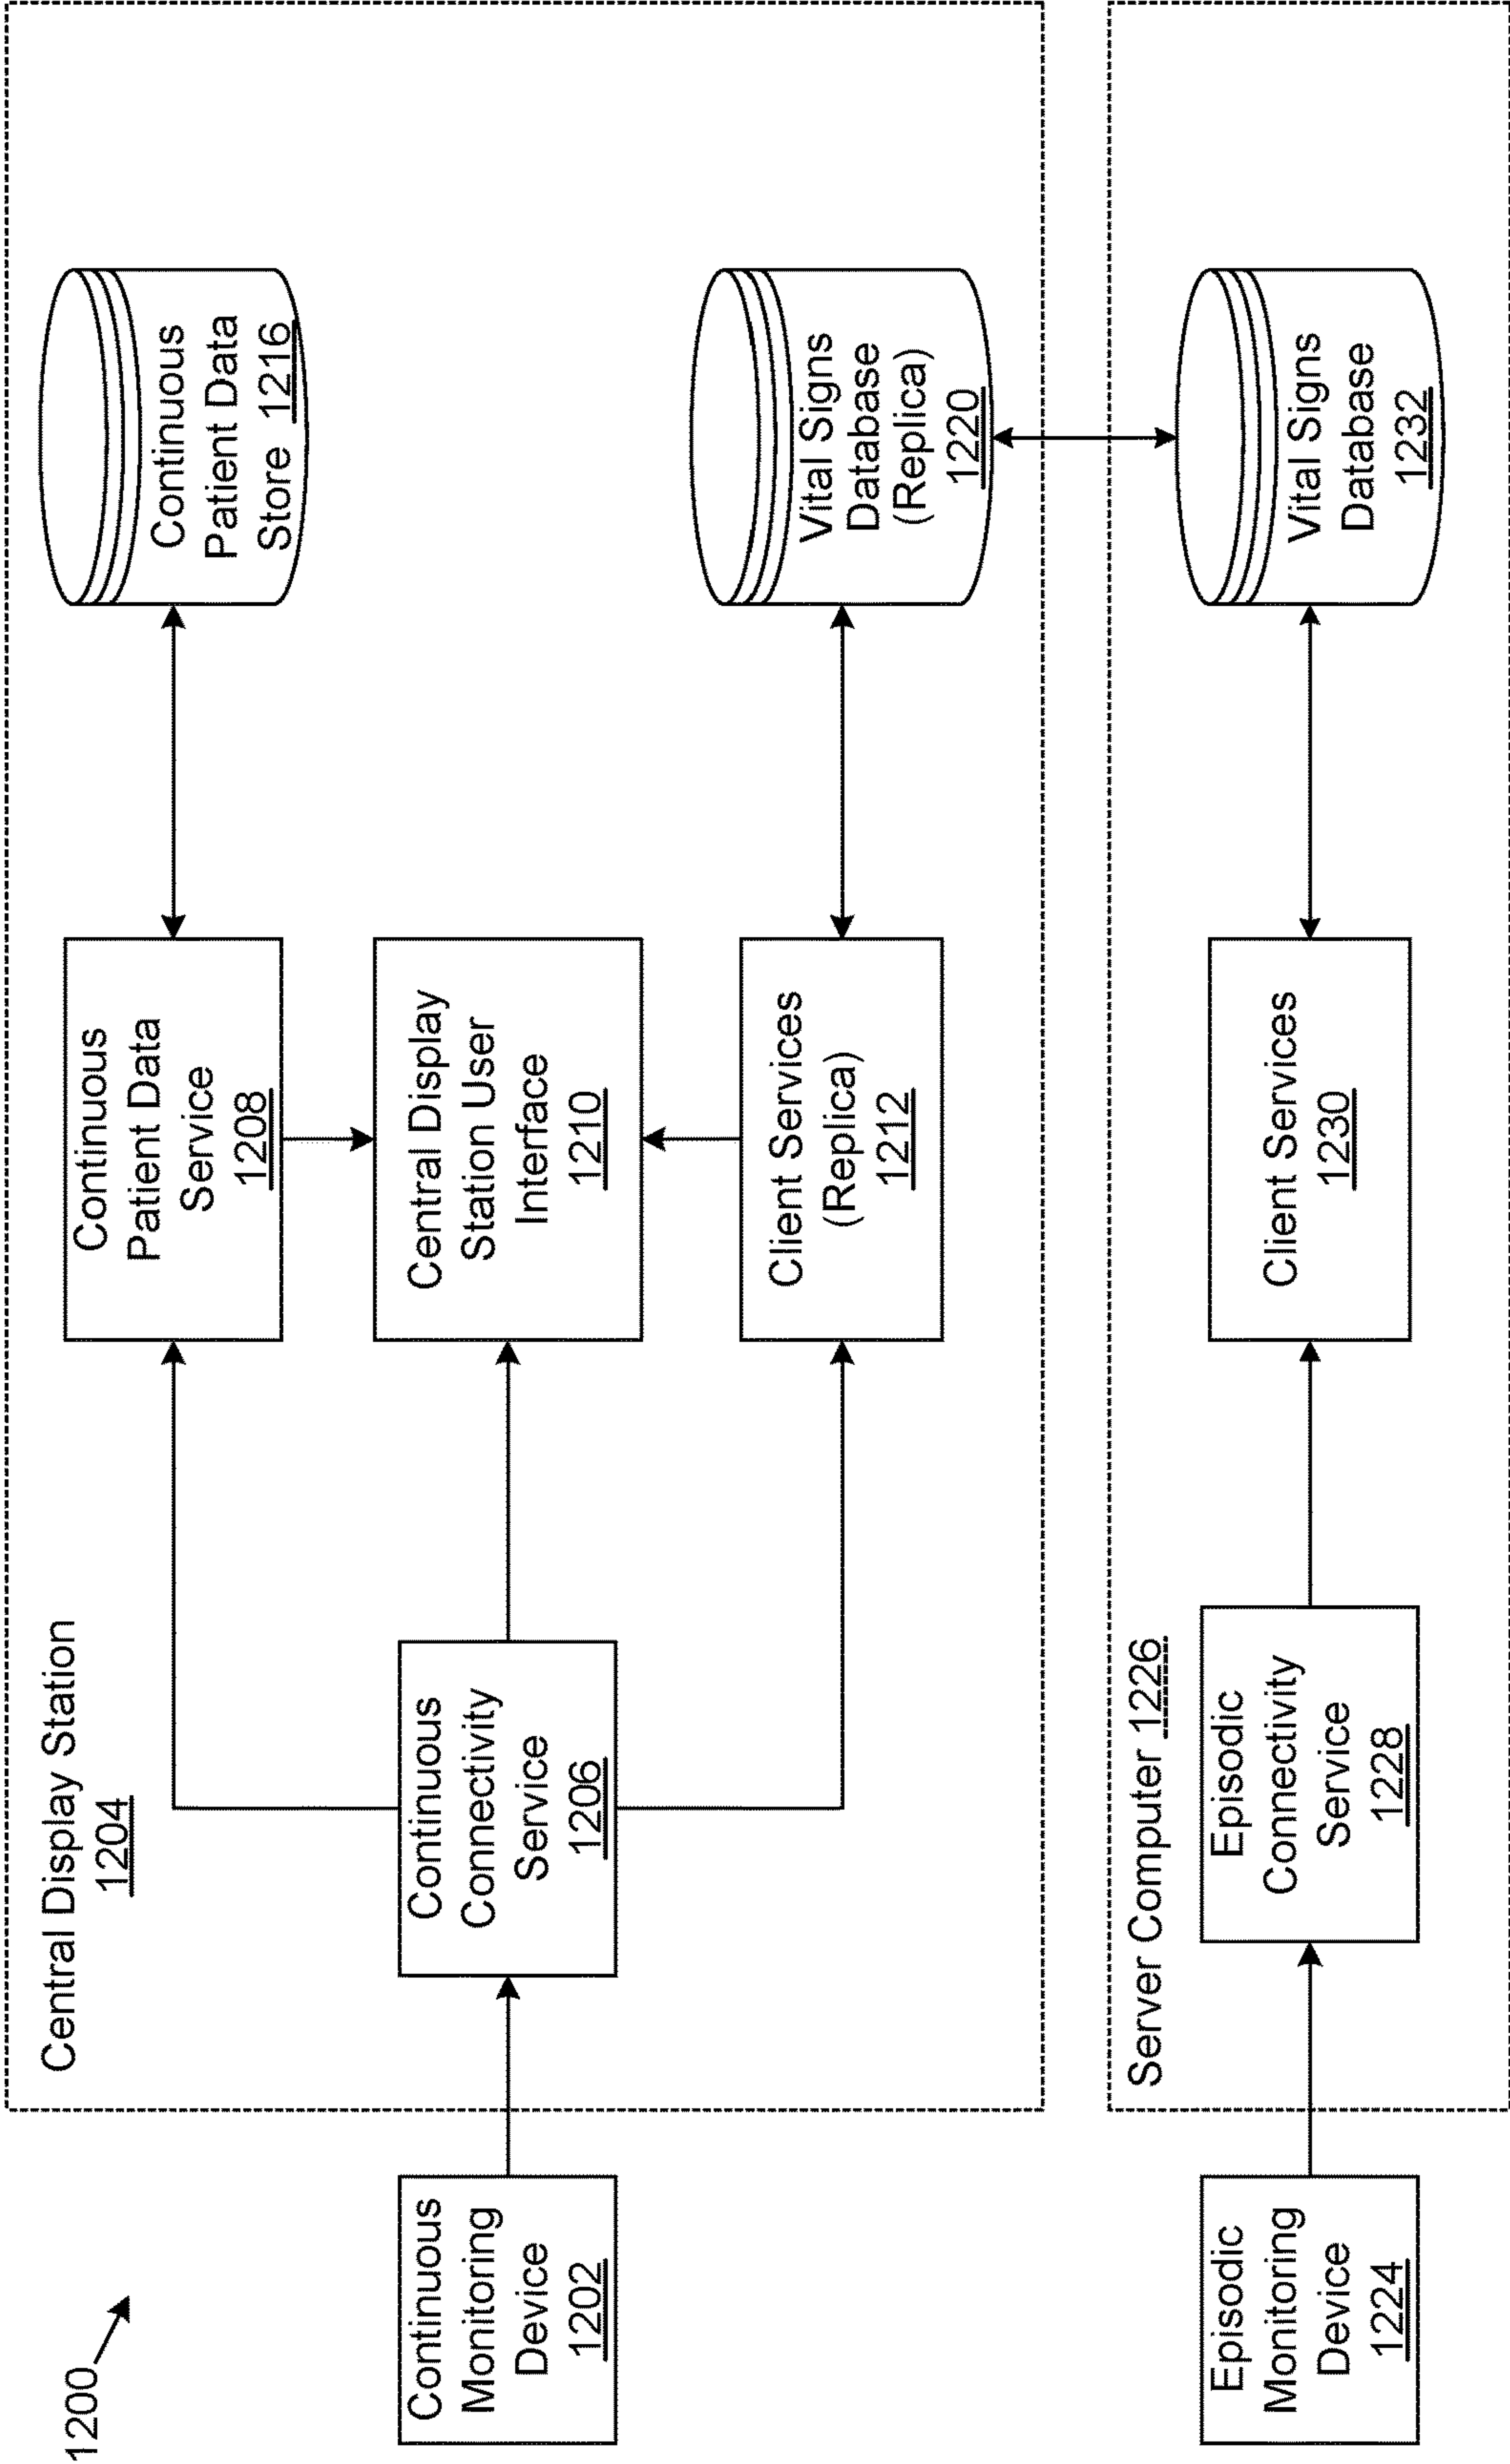 1200
Central Display Station
1204
Continuous
Monitoring
Device
1202
Continuous
Connectivity
Service
1206
Continuous
Patient Data
Service
1208
Central Display
Station User
Interface
1210
Client Services
(Replica)
1212
Continuous
Patient Data
Store 1216
Vital Signs
Database
(Replica)
1220
Server Computer 1226
Episodic
Monitoring
Device
1224
Episodic
Connectivity
Service
1228
Client Services
1230
Vital Signs
Database
1232